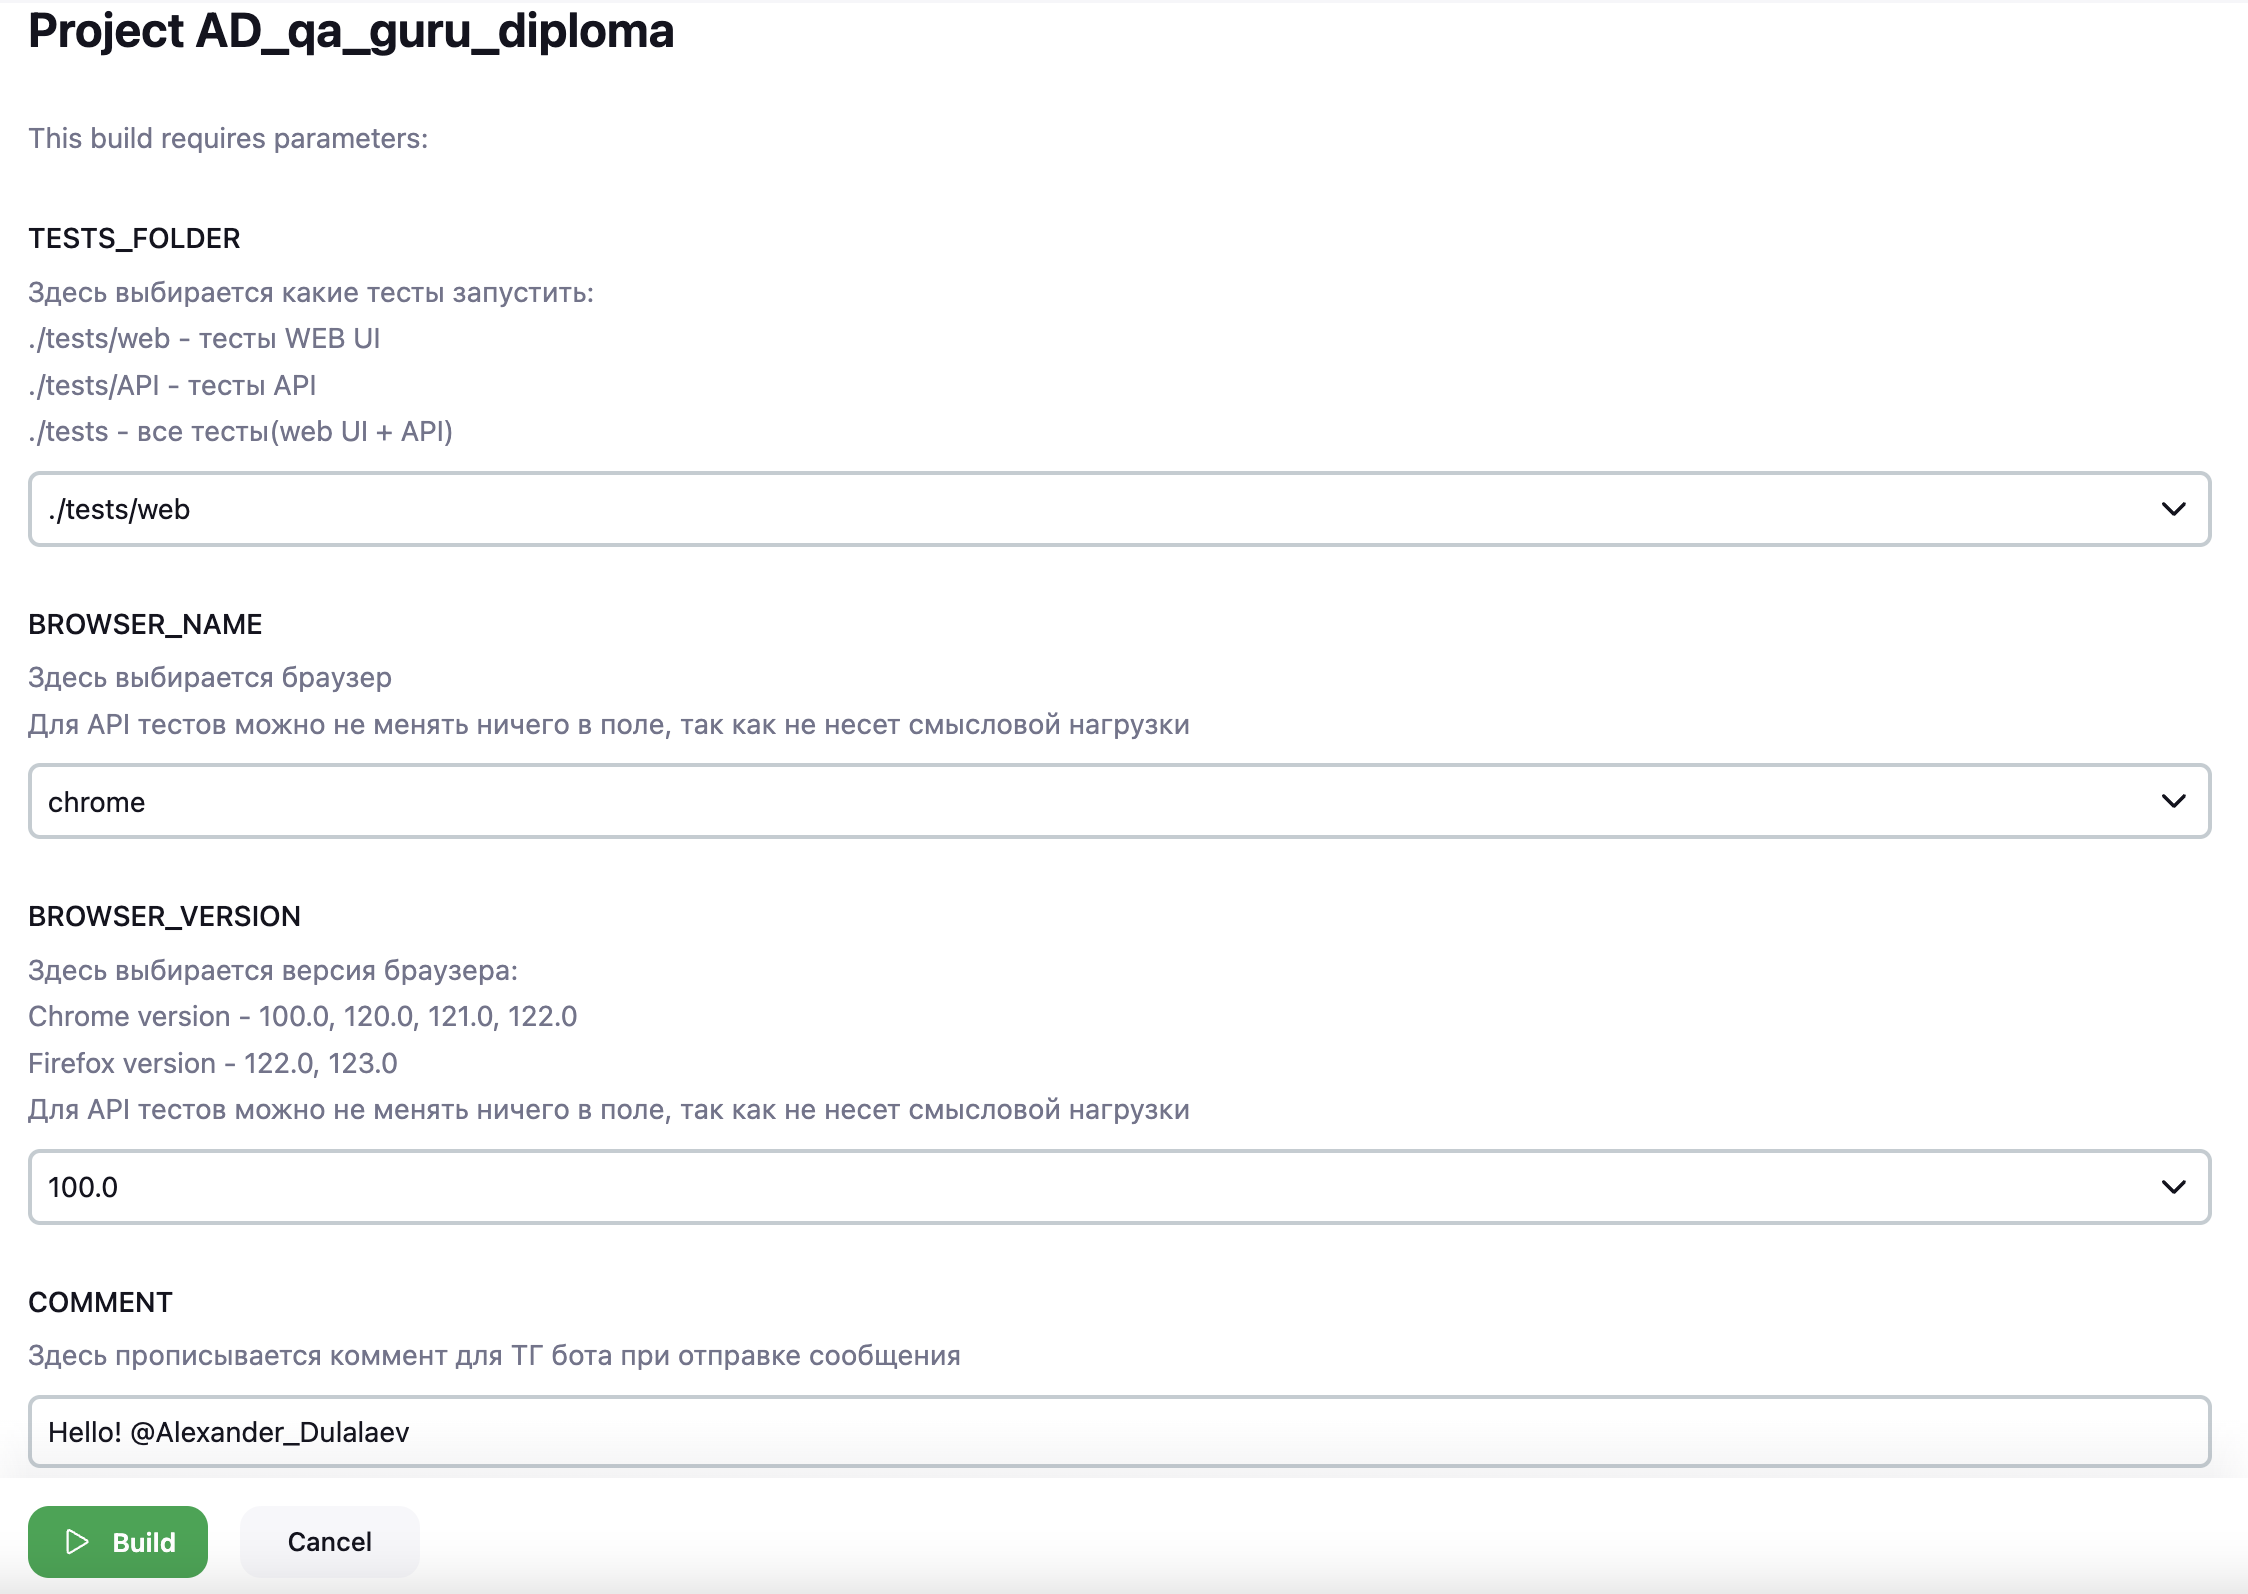 Project AD_qa_guru_diploma
This build requires parameters:
TESTS_FOLDER
Здесь выбирается какие тесты запустить:
./tests/web - тесты WEB UI
./tests/API - тесты API
./tests - все тесты(web UI + API)
./tests/web
BROWSER_NAME
Здесь выбирается браузер
Для API тестов можно не менять ничего в поле, так как не несет смысловой нагрузки
chrome
BROWSER_VERSION
Здесь выбирается версия браузера:
Chrome version - 100.0, 120.0, 121.0, 122.0
Firefox version - 122.0, 123.0
Для API тестов можно не менять ничего в поле, так как не несет смысловой нагрузки
100.0
COMMENT
Здесь прописывается коммент для ТГ бота при отправке сообщения
Hello! @Alexander_Dulalaev
Build Cancel